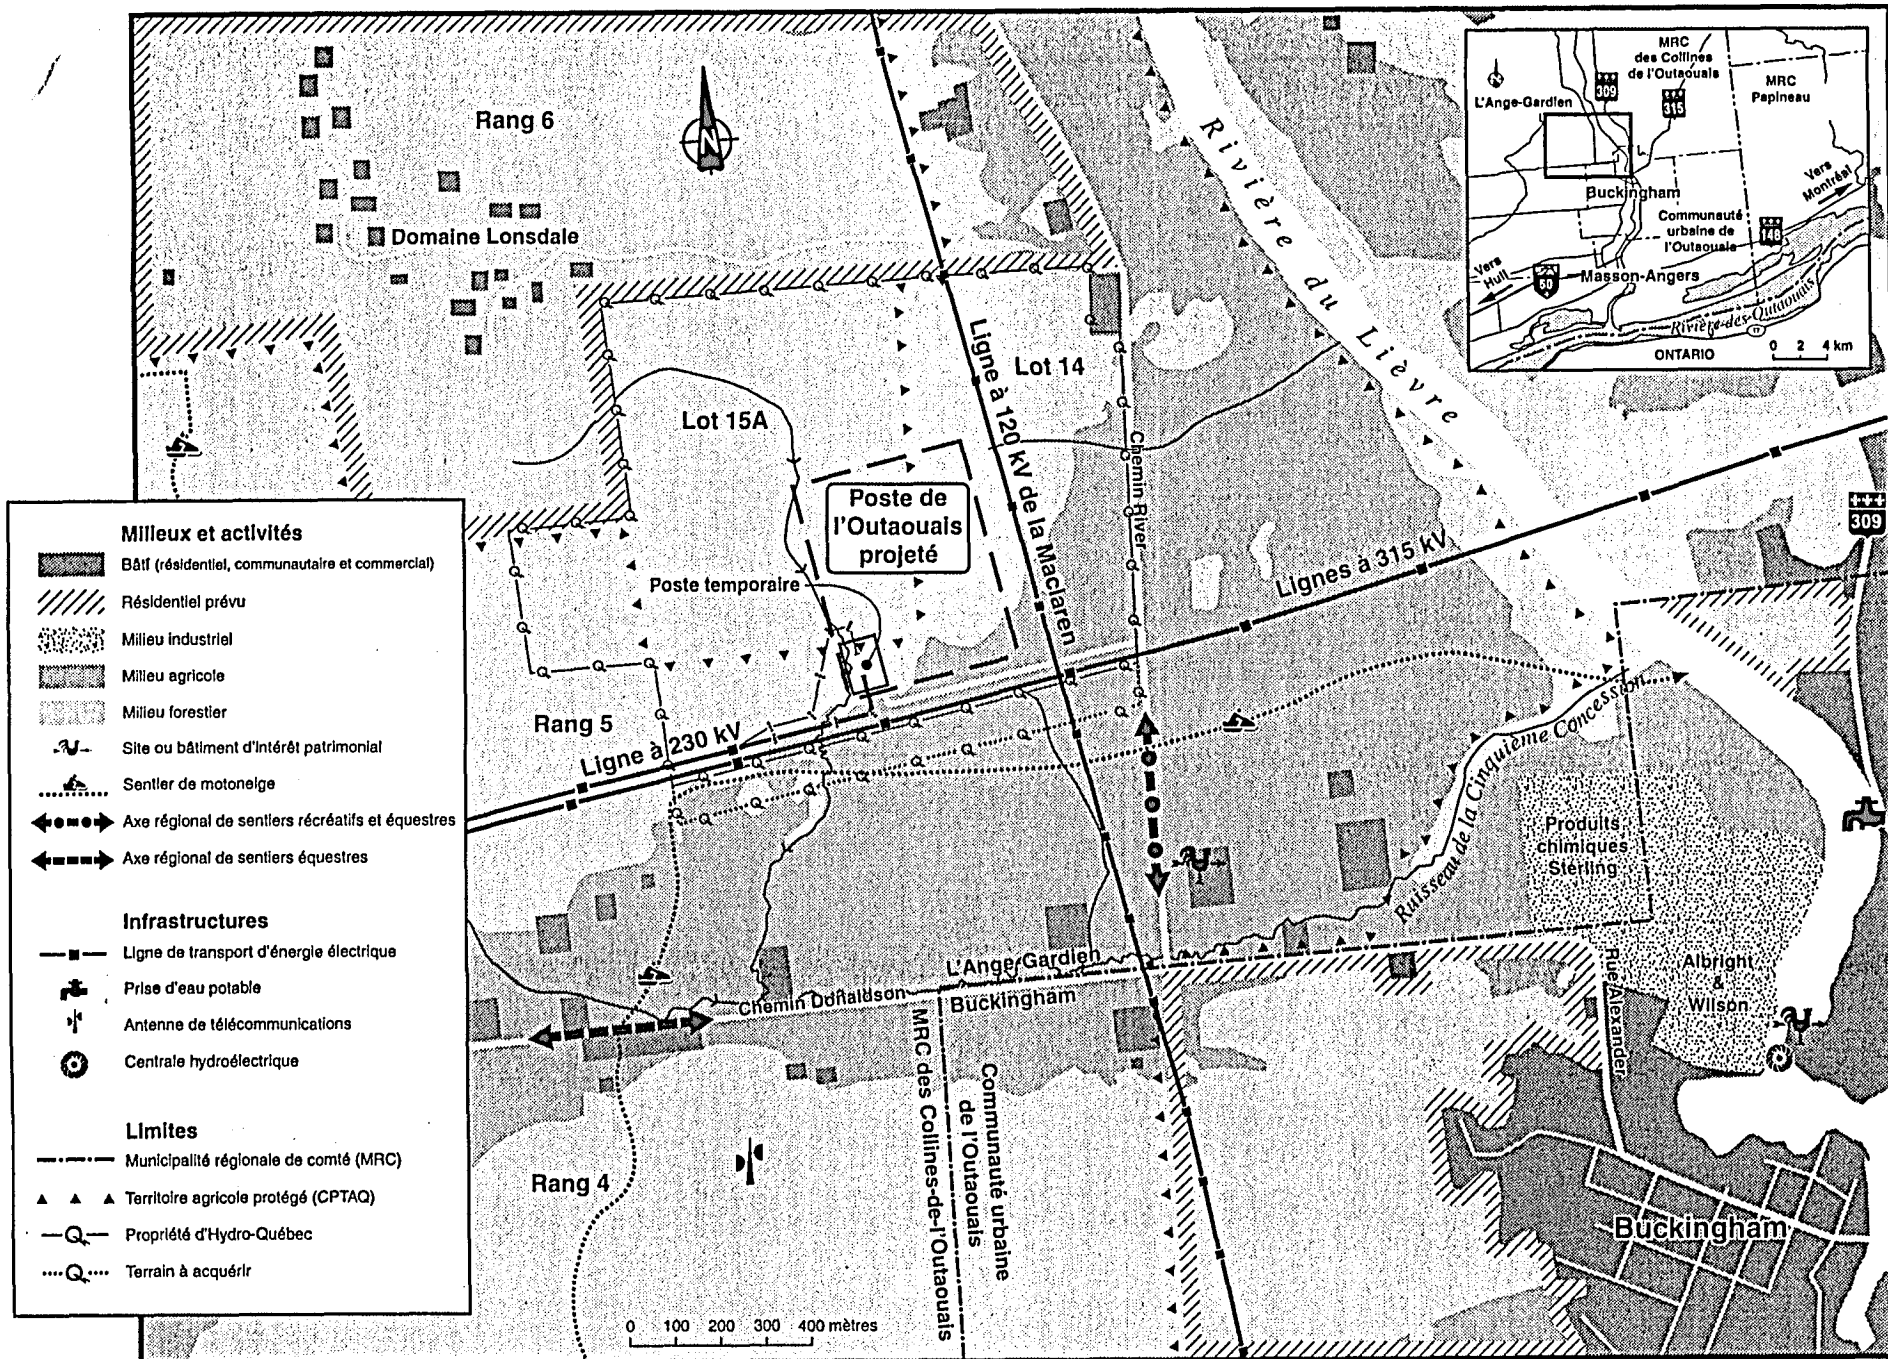 Rang 6
N
Domaine Lonsdale
Lot 14
Lot 15A
Ligne à 120 kV de la Maclaren
Chemin River
Rivière du Lièvre
Poste de
l'Outaouais
projeté
Poste temporaire
Lignes à 315 kV
Ligne à 230 kV
Rang 5
Ruisseau de la Cinquième Concession
Produits
chimiques
Sterling
Albright
&
Wilson
Rue Alexander
309
L'Ange-Gardien
Chemin Donaldson
Buckingham
MRC des Collines-de-l'Outaouais
Communauté urbaine
de l'Outaouais
Rang 4
Buckingham
0 100 200 300 400 mètres
MRC
des Collines
de l'Outaouais
MRC
Papineau
N
L'Ange-Gardien
309
315
Buckingham
Vers
Montréal
Communauté
urbaine de
l'Outaouais
148
Vers
Hull
50
Masson-Angers
Rivière des Outaouais
17
ONTARIO
0 2 4 km
Milieux et activités
Bâti (résidentiel, communautaire et commercial)
Résidentiel prévu
Milieu industriel
Milieu agricole
Milieu forestier
Site ou bâtiment d'intérêt patrimonial
Sentier de motoneige
Axe régional de sentiers récréatifs et équestres
Axe régional de sentiers équestres
Infrastructures
Ligne de transport d'énergie électrique
Prise d'eau potable
Antenne de télécommunications
Centrale hydroélectrique
Limites
Municipalité régionale de comté (MRC)
Territoire agricole protégé (CPTAQ)
Propriété d'Hydro-Québec
Terrain à acquérir